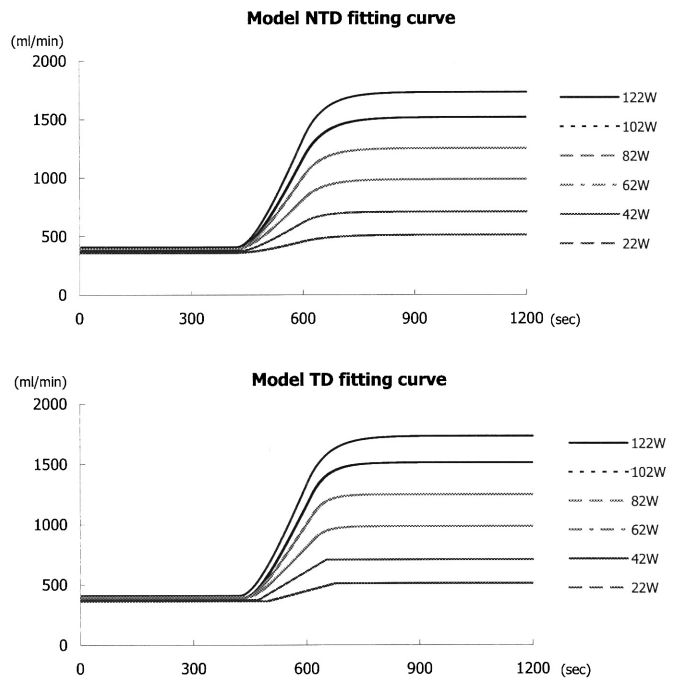 Model NTD fitting curve
(ml/min)
2000
1500
1000
500
0
0 300 600 900 1200 (sec)
122W
102W
82W
62W
42W
22W
Model TD fitting curve
(ml/min)
2000
1500
1000
500
0
0 300 600 900 1200 (sec)
122W
102W
82W
62W
42W
22W